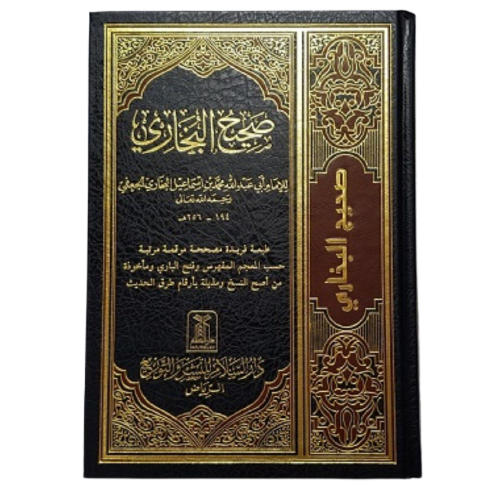 صحيح البخاري
للإمام أبي عبد الله محمد بن إسماعيل البخاري الجعفي
رحمه الله تعالى
١٩٤ - ٢٥٦هـ
طبعة فريدة مصححة مرقمة مرتبة
حسب المعجم المفهرس وفتح الباري ومأخوذة
من أصح النسخ ومذيلة بأرقام طرق الحديث
دار السلام للنشر والتوزيع
الرياض
صحيح البخاري